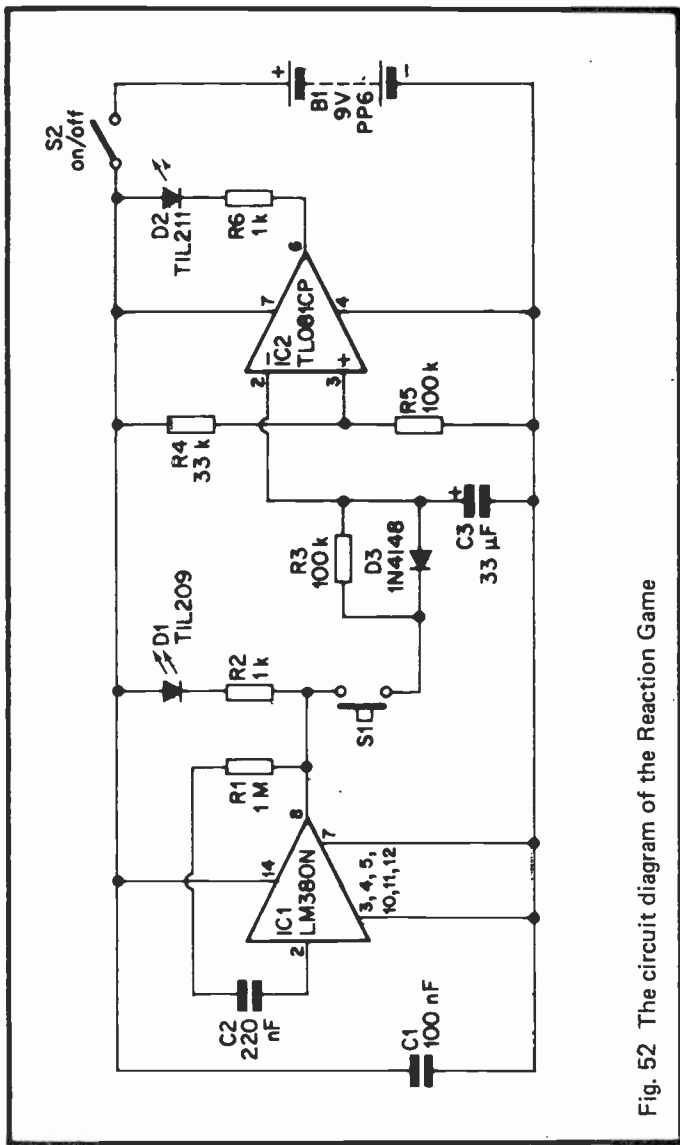 S2
on/off
+
B1
9V
PP6
−
D2
TIL211
R6
1k
7
6
2
−
IC2
TL081CP
3
+
4
R4
33 k
R5
100k
R3
100k
D3
1N4148
+
C3
33 µF
D1
TIL209
R2
1k
R1
1M
S1
14
8
IC1
LM380N
2
7
3, 4, 5,
10, 11, 12
C2
220
nF
C1
100 nF
Fig. 52 The circuit diagram of the Reaction Game